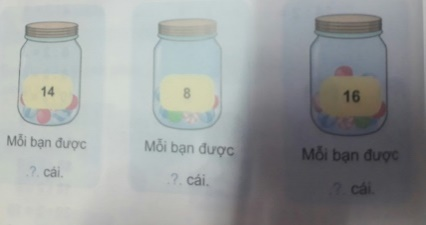 14
8
16
Mỗi bạn được
Mỗi bạn được
Mỗi bạn được
.?. cái.
.?. cái.
.?. cái.